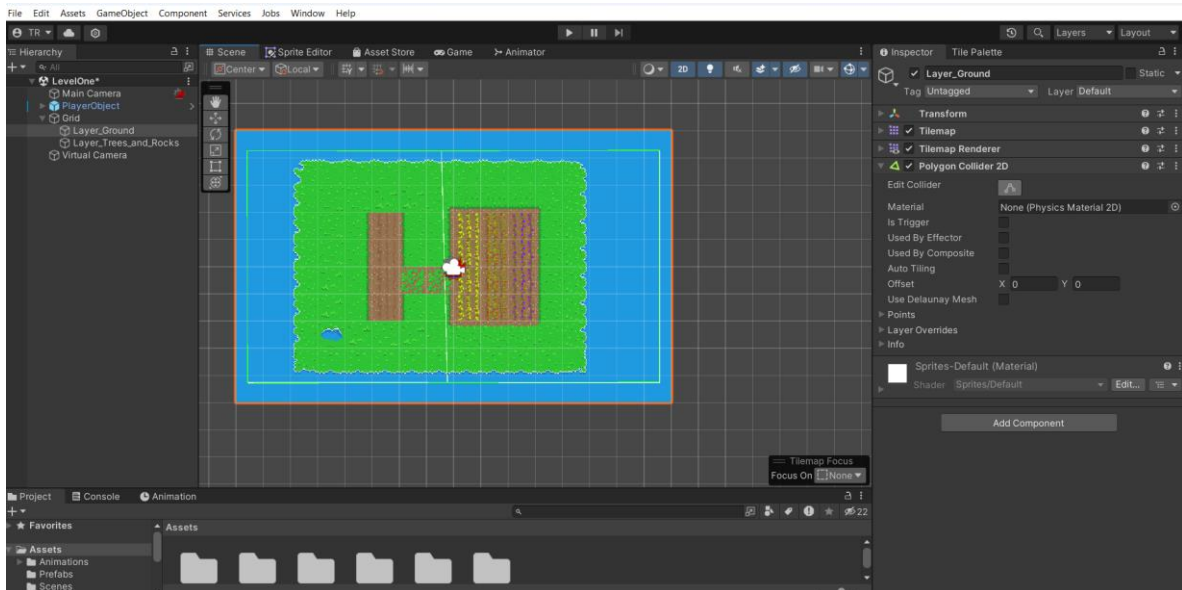 File Edit Assets GameObject Component Services Jobs Window Help
TR Layers Layout
Hierarchy
All
LevelOne*
Main Camera
PlayerObject
Grid
Layer_Ground
Layer_Trees_and_Rocks
Virtual Camera
Scene Sprite Editor Asset Store Game Animator
Center Local 2D
Tilemap Focus
Focus On None
Inspector Tile Palette
Layer_Ground Static
Tag Untagged Layer Default
Transform
Tilemap
Tilemap Renderer
Polygon Collider 2D
Edit Collider
Material None (Physics Material 2D)
Is Trigger
Used By Effector
Used By Composite
Auto Tiling
Offset X 0 Y 0
Use Delaunay Mesh
Points
Layer Overrides
Info
Sprites-Default (Material)
Shader Sprites/Default Edit...
Add Component
Project Console Animation
22
Favorites
Assets
Animations
Prefabs
Scenes
Assets